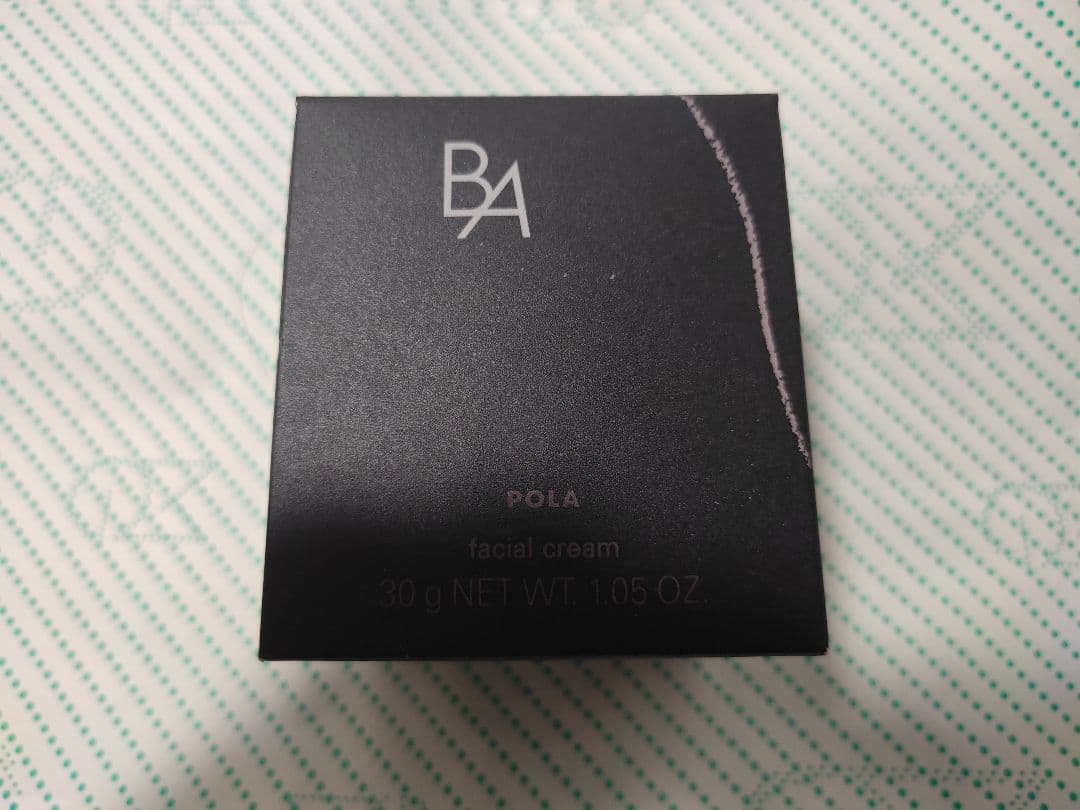 BA
POLA
facial cream
30 g NET WT. 1.05 OZ.